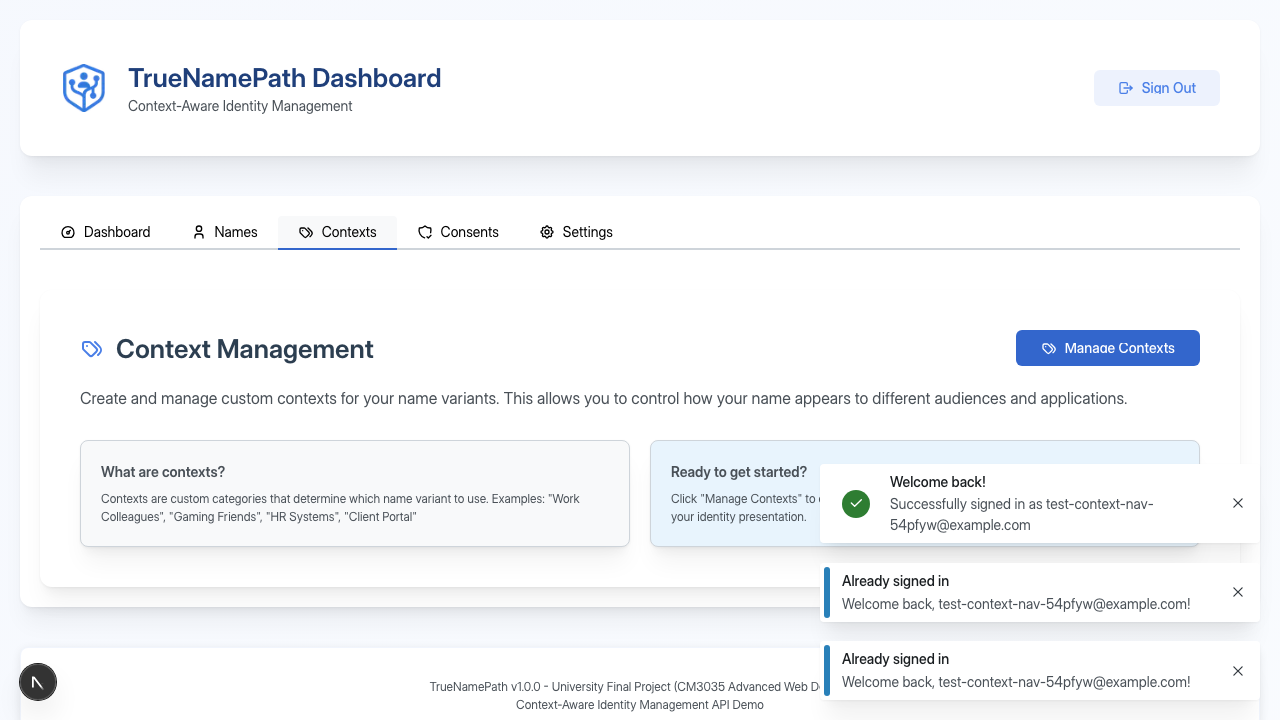 TrueNamePath Dashboard
Context-Aware Identity Management
Sign Out
Dashboard
Names
Contexts
Consents
Settings
Context Management
Manage Contexts
Create and manage custom contexts for your name variants. This allows you to control how your name appears to different audiences and applications.
What are contexts?
Contexts are custom categories that determine which name variant to use. Examples: "Work
Colleagues", "Gaming Friends", "HR Systems", "Client Portal"
Ready to get started?
Click "Manage Contexts" to
your identity presentation.
Welcome back!
Successfully signed in as test-context-nav-
54pfyw@example.com
Already signed in
Welcome back, test-context-nav-54pfyw@example.com!
Already signed in
Welcome back, test-context-nav-54pfyw@example.com!
TrueNamePath v1.0.0 - University Final Project (CM3035 Advanced Web
Context-Aware Identity Management API Demo